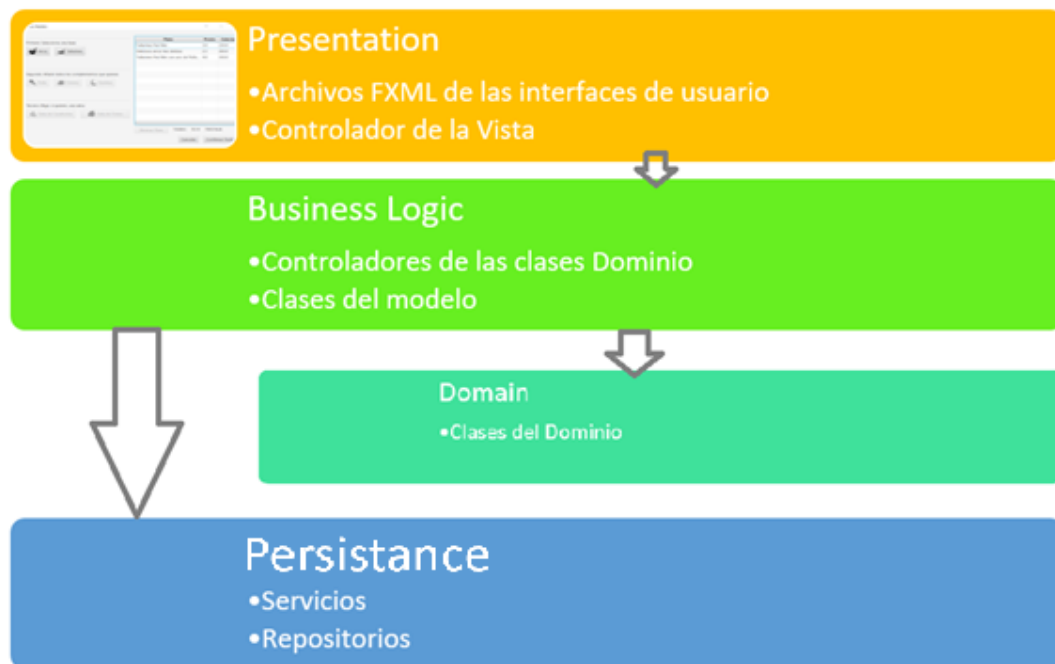 Presentation
•Archivos FXML de las interfaces de usuario
•Controlador de la Vista
Business Logic
•Controladores de las clases Dominio
•Clases del modelo
Domain
•Clases del Dominio
Persistance
•Servicios
•Repositorios